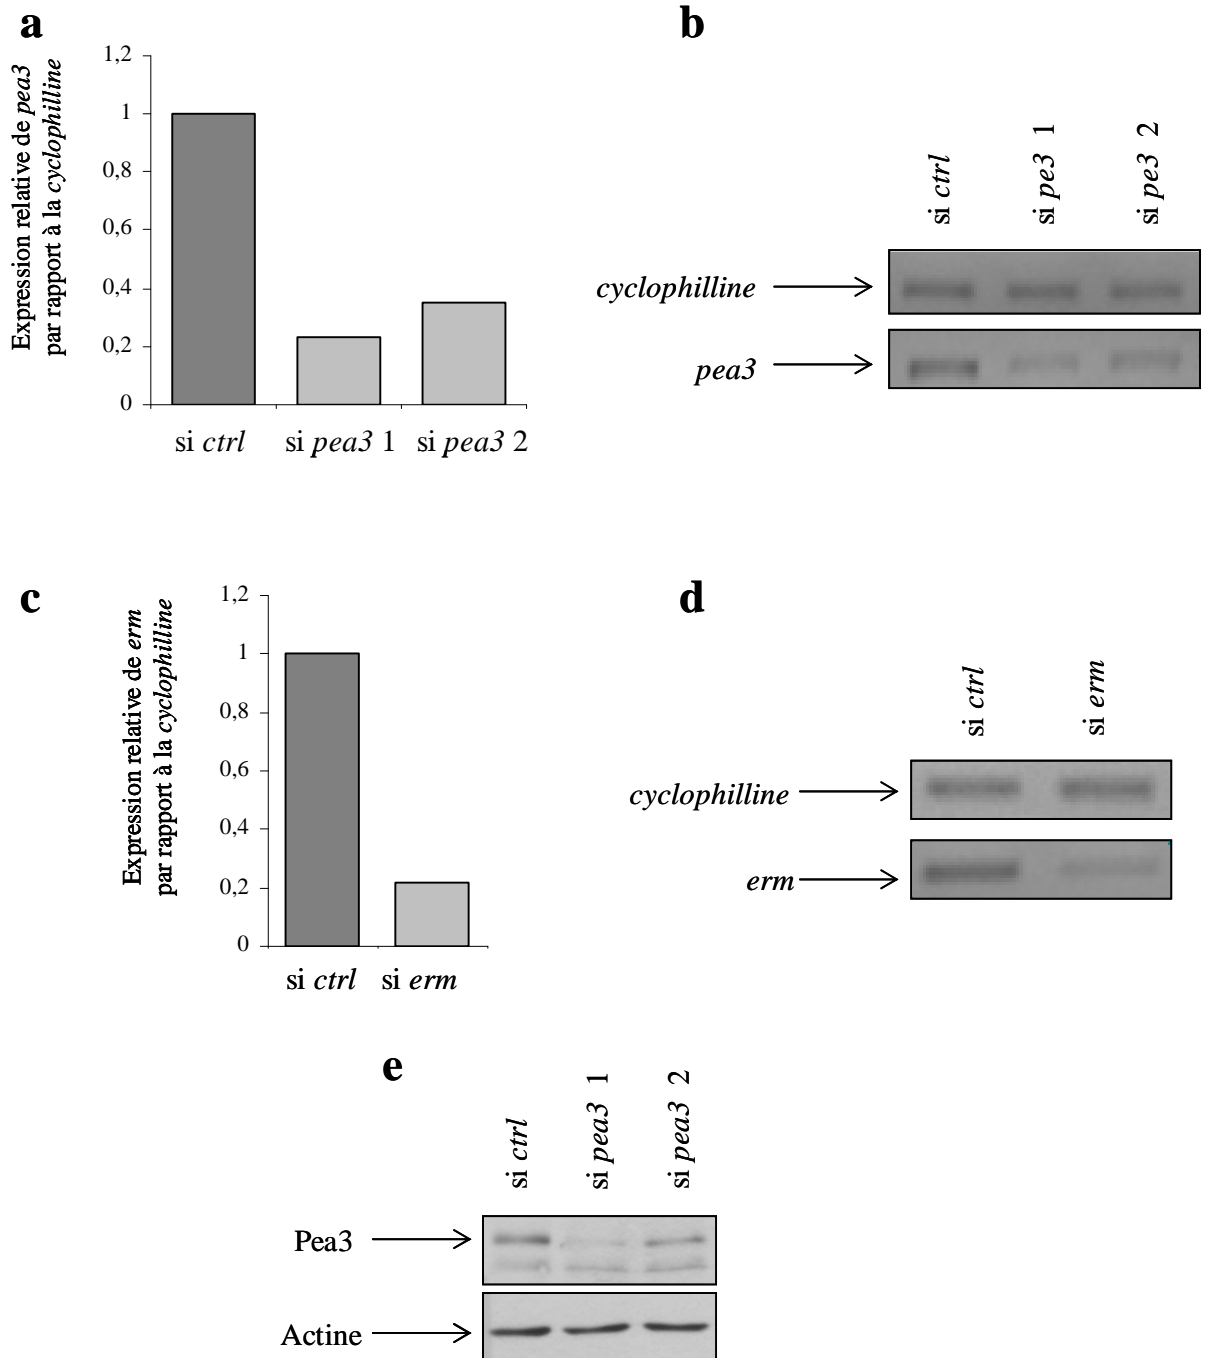 a
Expression relative de pea3
par rapport à la cyclophilline
1,2
1
0,8
0,6
0,4
0,2
0
si ctrl
si pea3 1
si pea3 2
b
si ctrl
si pe3 1
si pe3 2
cyclophilline
pea3
c
Expression relative de erm
par rapport à la cyclophilline
1,2
1
0,8
0,6
0,4
0,2
0
si ctrl
si erm
d
si ctrl
si erm
cyclophilline
erm
e
si ctrl
si pea3 1
si pea3 2
Pea3
Actine